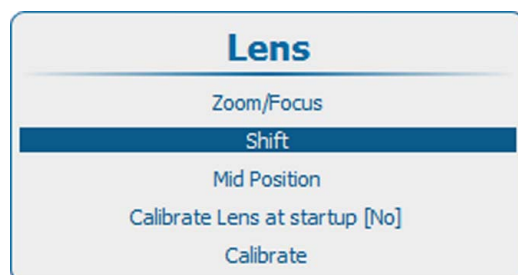 Lens
Zoom/Focus
Shift
Mid Position
Calibrate Lens at startup [No]
Calibrate